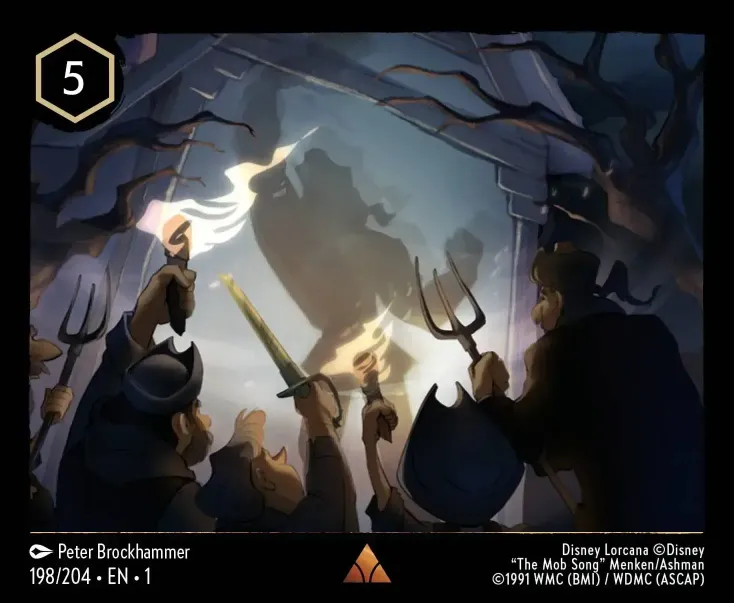 5
Peter Brockhammer
198/204 • EN • 1
Disney Lorcana ©Disney
“The Mob Song” Menken/Ashman
©1991 WMC (BMI) / WDMC (ASCAP)